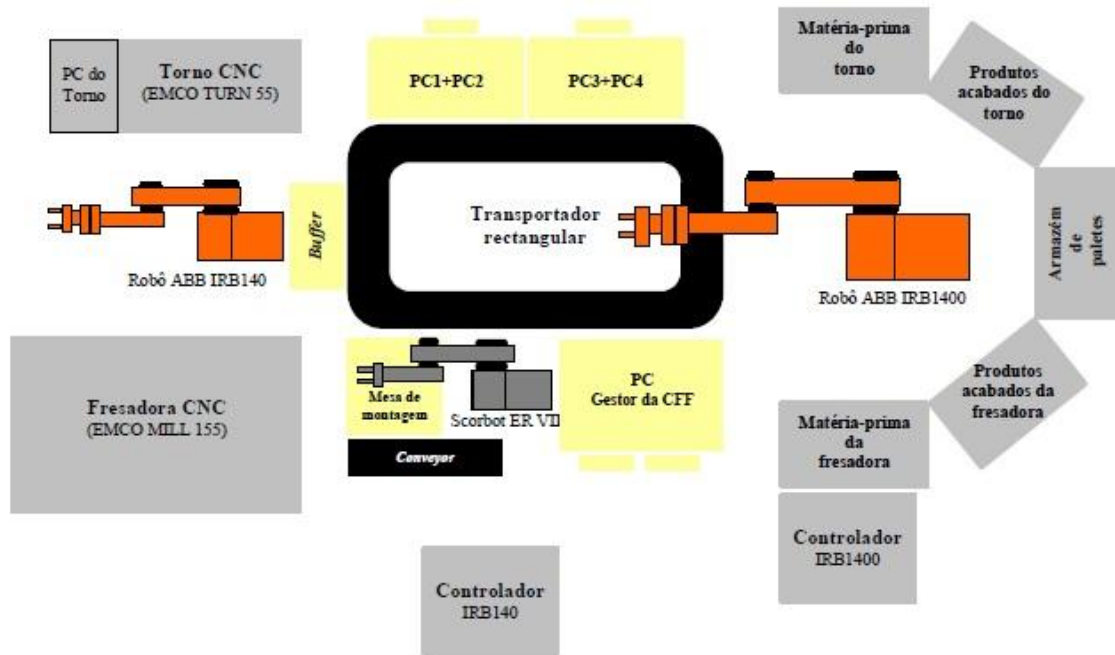 PC do
Torno
Torno CNC
(EMCO TURN 55)
PC1+PC2
PC3+PC4
Matéria-prima
do
torno
Produtos
acabados do
torno
Robô ABB IRB140
Buffer
Transportador
rectangular
Robô ABB IRB1400
Armazém
de
paletes
Fresadora CNC
(EMCO MILL 155)
Mesa de
montagem
Scorbot ER VII
Conveyor
PC
Gestor da CFF
Produtos
acabados da
fresadora
Matéria-prima
da
fresadora
Controlador
IRB1400
Controlador
IRB140